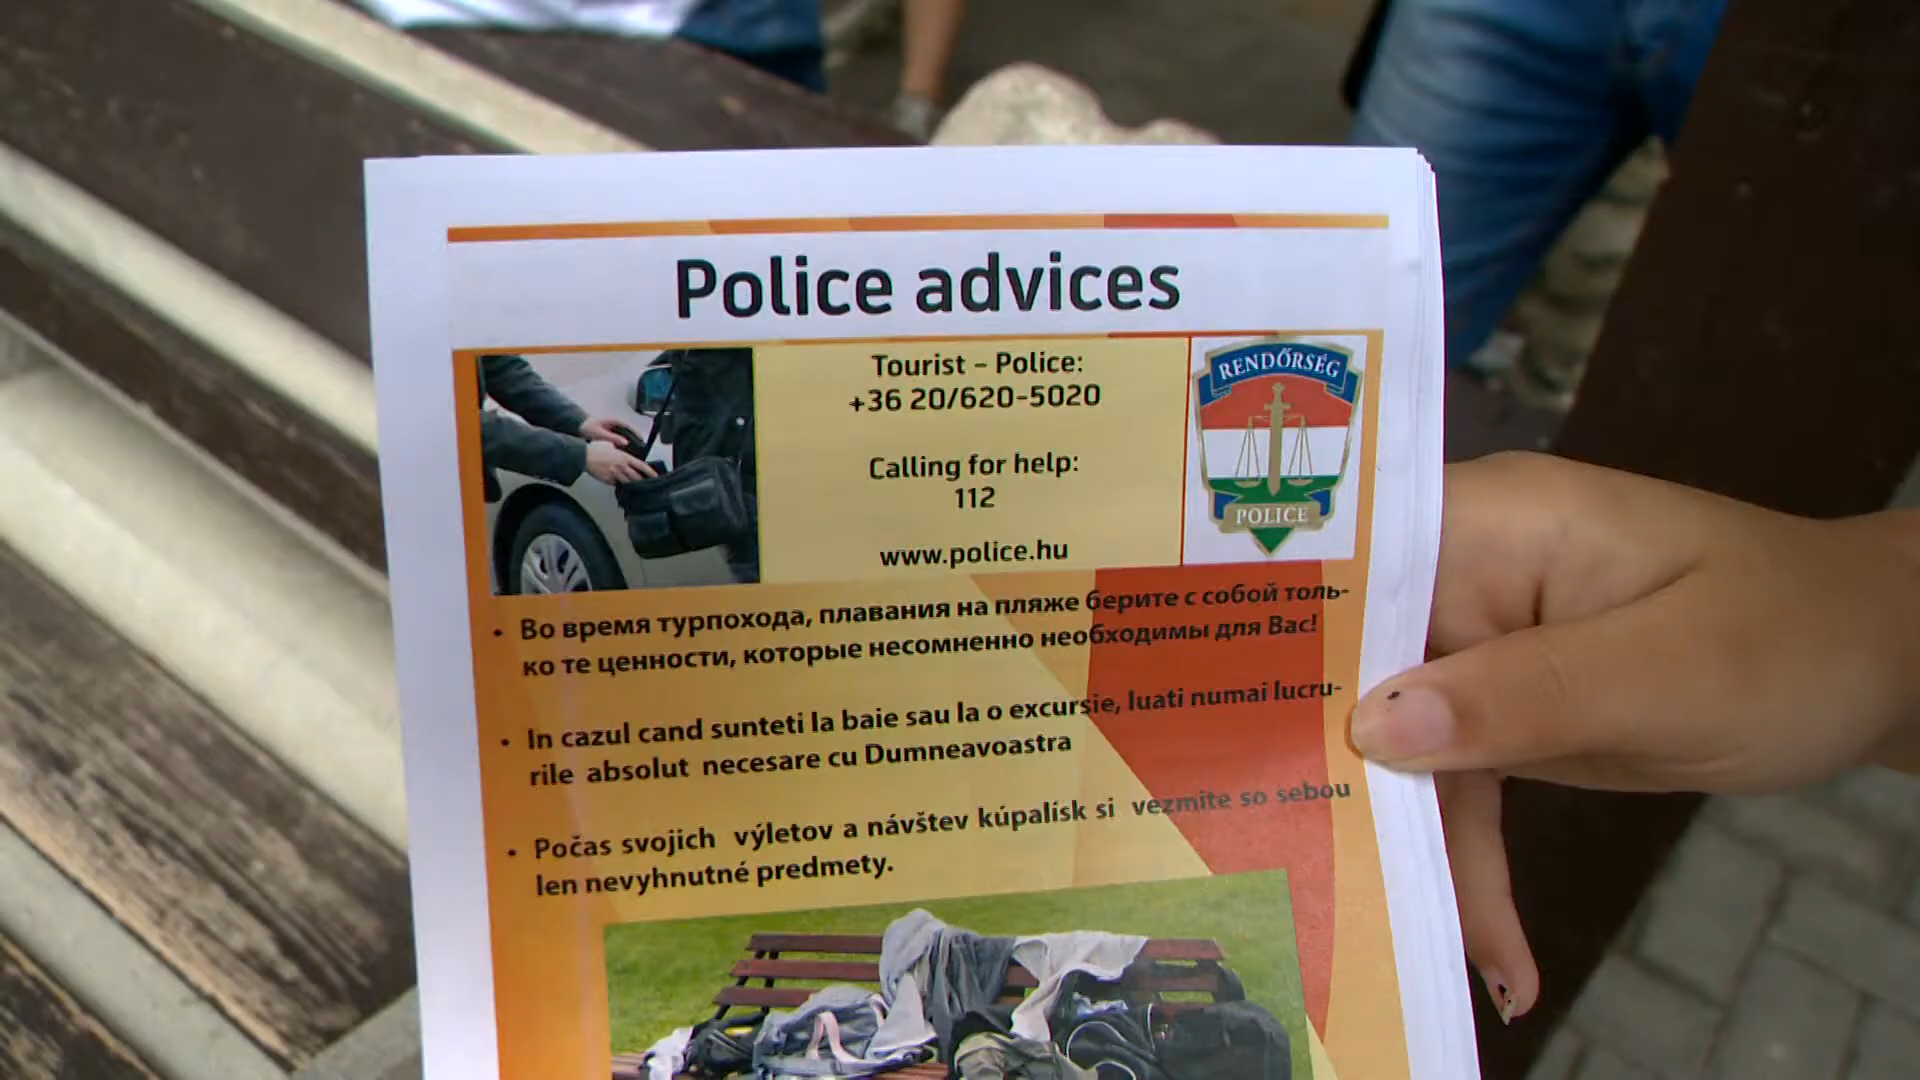 Police advices
Tourist – Police:
+36 20/620-5020
Calling for help:
112
www.police.hu
RENDŐRSÉG
POLICE
• Во время турпохода, плавания на пляже берите с собой толь-
ко те ценности, которые несомненно необходимы для Вас!
• In cazul cand sunteti la baie sau la o excursie, luati numai lucru-
rile absolut necesare cu Dumneavoastra
• Počas svojich výletov a návštev kúpalísk si vezmite so sebou
len nevyhnutné predmety.